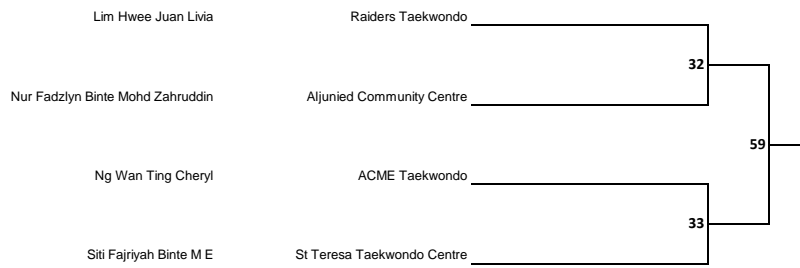 Lim Hwee Juan Livia Raiders Taekwondo
32
Nur Fadzlyn Binte Mohd Zahruddin Aljunied Community Centre
59
Ng Wan Ting Cheryl ACME Taekwondo
33
Siti Fajriyah Binte M E St Teresa Taekwondo Centre